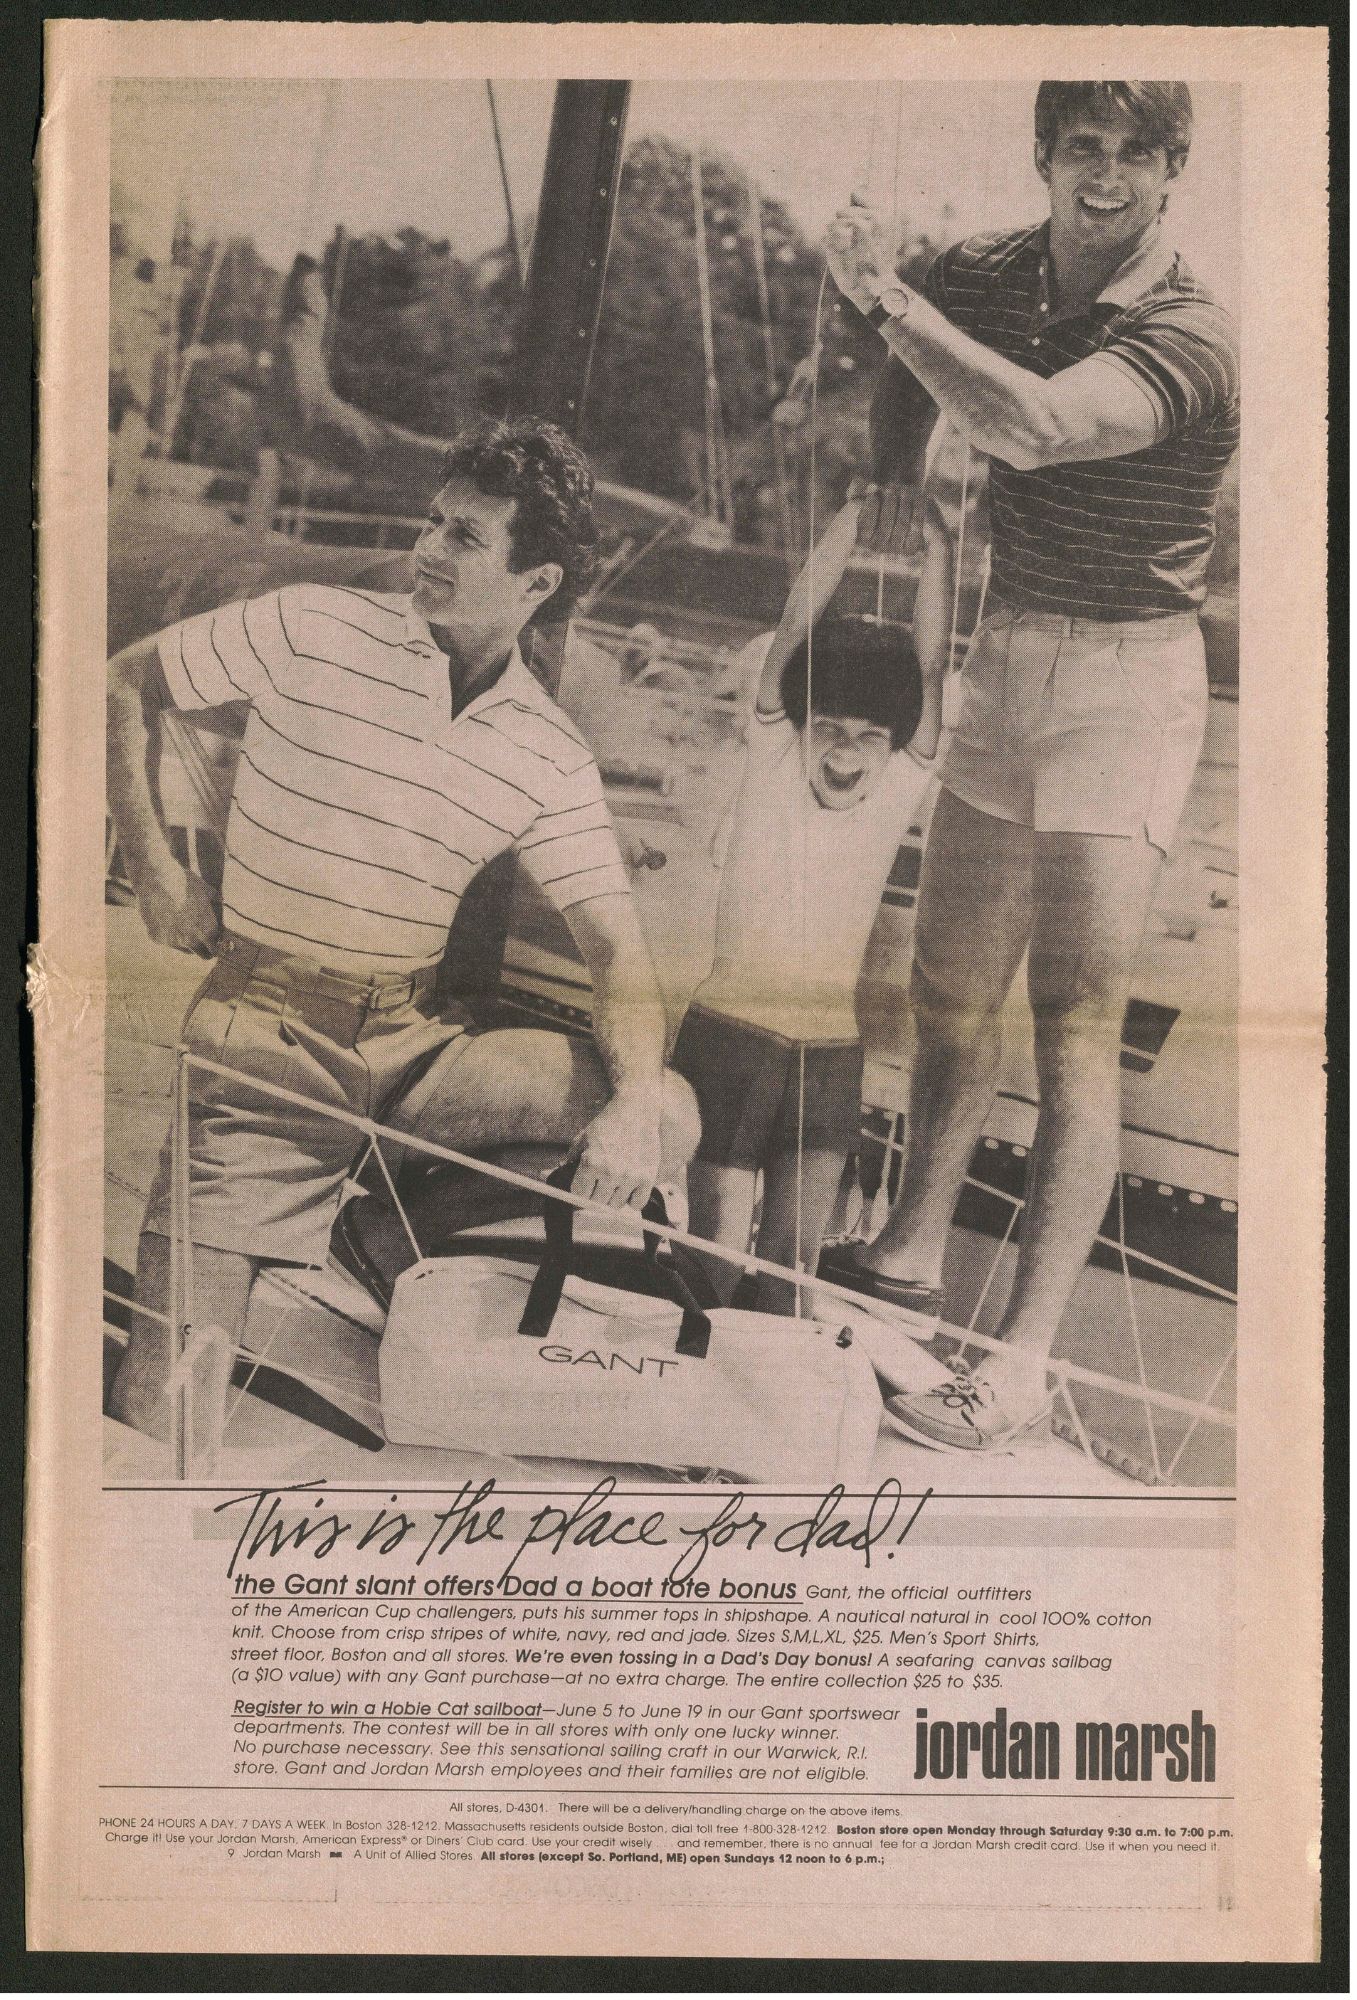 GANT
This is the place for dad!
the Gant slant offers Dad a boat tote bonus Gant, the official outfitters
of the American Cup challengers, puts his summer tops in shipshape. A nautical natural in cool 100% cotton
knit. Choose from crisp stripes of white, navy, red and jade. Sizes S,M,L,XL, $25. Men's Sport Shirts,
street floor, Boston and all stores. We're even tossing in a Dad's Day bonus! A seafaring canvas sailbag
(a $10 value) with any Gant purchase—at no extra charge. The entire collection $25 to $35.
Register to win a Hobie Cat sailboat—June 5 to June 19 in our Gant sportswear
departments. The contest will be in all stores with only one lucky winner.
No purchase necessary. See this sensational sailing craft in our Warwick, R.I.
store. Gant and Jordan Marsh employees and their families are not eligible.
jordan marsh
All stores, D-4301. There will be a delivery/handling charge on the above items.
PHONE 24 HOURS A DAY, 7 DAYS A WEEK. In Boston 328-1212. Massachusetts residents outside Boston, dial toll free 1-800-328-1212. Boston store open Monday through Saturday 9:30 a.m. to 7:00 p.m.
Charge it! Use your Jordan Marsh, American Express® or Diners' Club card. Use your credit wisely . . . and remember, there is no annual fee for a Jordan Marsh credit card. Use it when you need it.
9 Jordan Marsh A Unit of Allied Stores. All stores (except So. Portland, ME) open Sundays 12 noon to 6 p.m.;